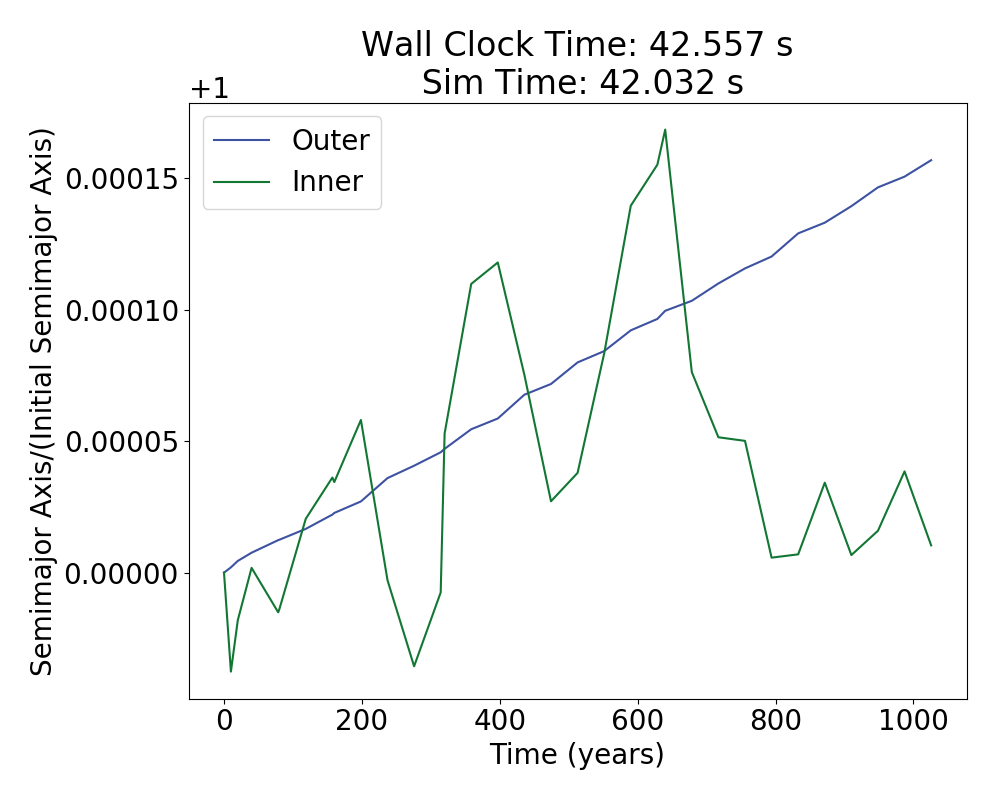 Wall Clock Time: 42.557 s
Sim Time: 42.032 s
+1
Outer
Inner
Semimajor Axis/(Initial Semimajor Axis)
0.00015
0.00010
0.00005
0.00000
0 200 400 600 800 1000
Time (years)